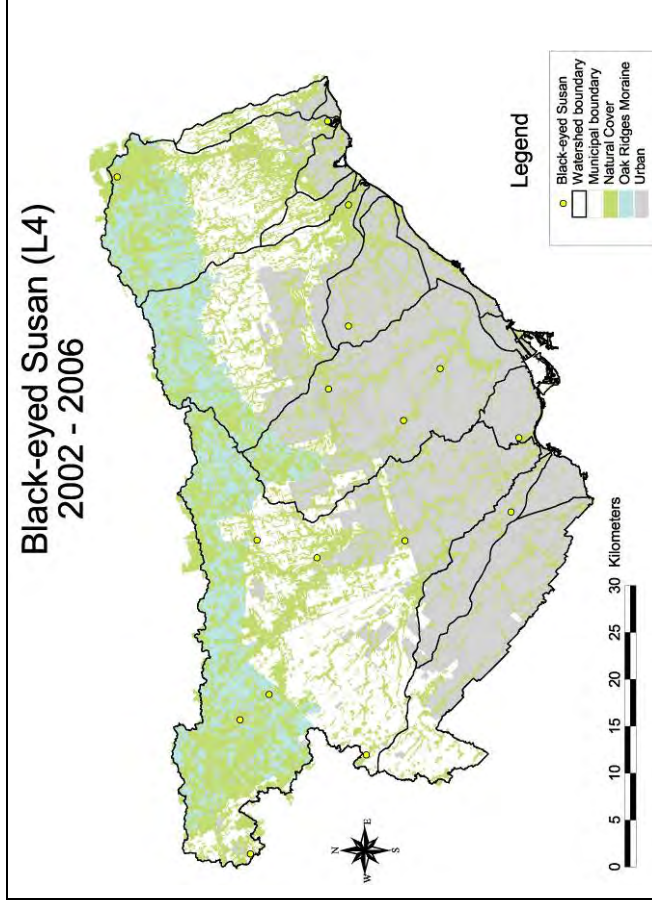 Black-eyed Susan (L4)
2002 - 2006
N
W E
S
Legend
Black-eyed Susan
Watershed boundary
Municipal boundary
Natural Cover
Oak Ridges Moraine
Urban
0 5 10 15 20 25 30 Kilometers